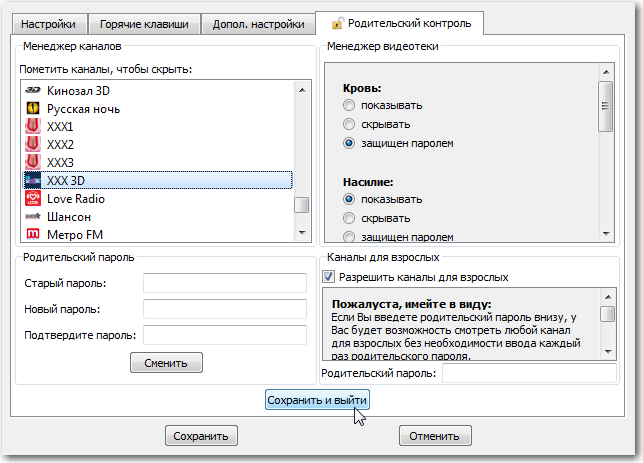 Настройки
Горячие клавиши
Допол. настройки
Родительский контроль
Менеджер каналов
Пометить каналы, чтобы скрыть:
Кинозал 3D
Русская ночь
XXX1
XXX2
XXX3
XXX 3D
Love Radio
Шансон
Метро FM
Менеджер видеотеки
Кровь:
показывать
скрывать
защищен паролем
Насилие:
показывать
скрывать
защищен паролем
Родительский пароль
Старый пароль:
Новый пароль:
Подтвердите пароль:
Сменить
Каналы для взрослых
Разрешить каналы для взрослых
Пожалуста, имейте в виду:
Если Вы введете родительский пароль внизу, у
Вас будет возможность смотреть любой канал
для взрослых без необходимости ввода каждый
раз родительского пароля.
Родительский пароль:
Сохранить и выйти
Сохранить
Отменить